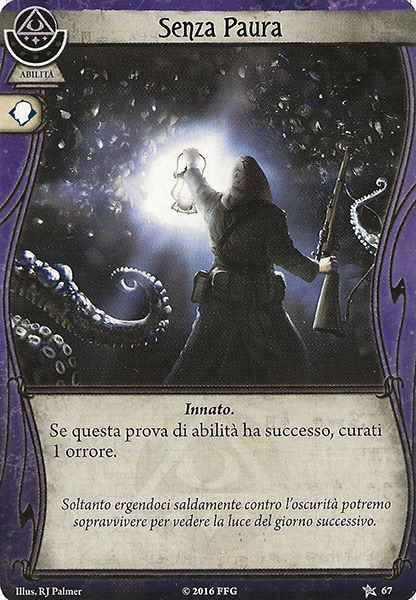 Senza Paura
ABILITÀ
Innato.
Se questa prova di abilità ha successo, curati
1 orrore.
Soltanto ergendoci saldamente contro l'oscurità potremo
sopravvivere per vedere la luce del giorno successivo.
Illus. RJ Palmer © 2016 FFG 67